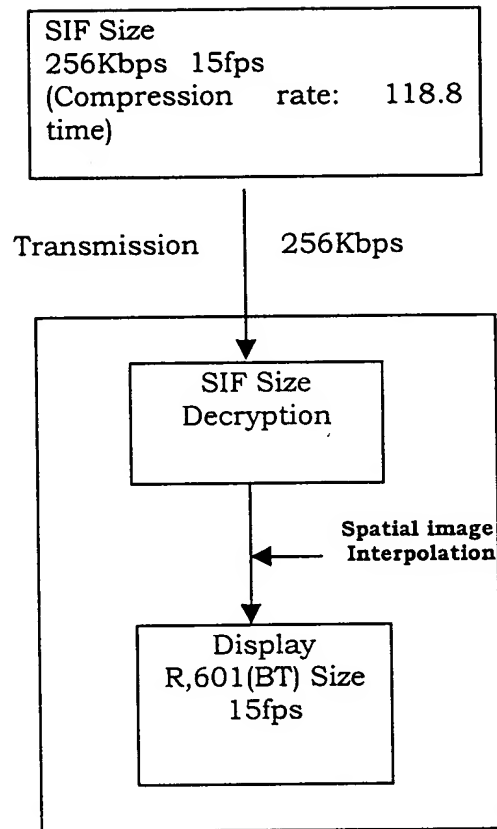 SIF Size
256Kbps 15fps
(Compression rate: 118.8
time)
Transmission 256Kbps
SIF Size
Decryption
Spatial image
Interpolation
Display
R,601(BT) Size
15fps